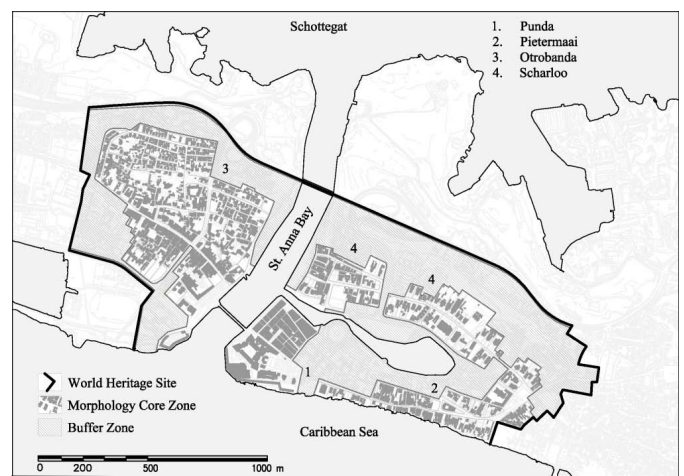 Schottegat
1. Punda
2. Pietermaai
3. Otrobanda
4. Scharloo
3
St. Anna Bay
4
4
1
2
World Heritage Site
Morphology Core Zone
Buffer Zone
Caribbean Sea
0 200 500 1000 m